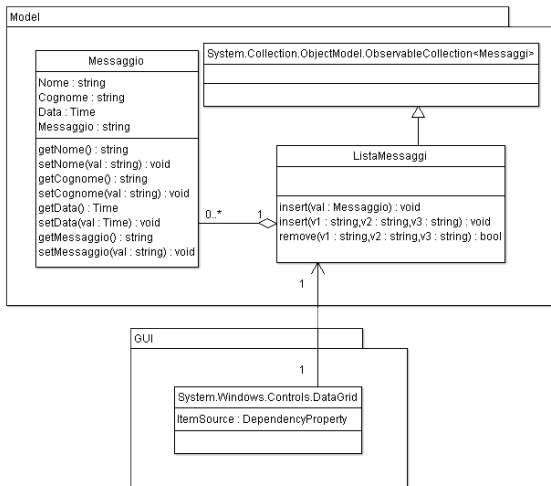 Model
Messaggio
Nome : string
Cognome : string
Data : Time
Messaggio : string
getNome() : string
setNome(val : string) : void
getCognome() : string
setCognome(val : string) : void
getData() : Time
setData(val : Time) : void
getMessaggio() : string
setMessaggio(val : string) : void
System.Collection.ObjectModel.ObservableCollection<Messaggi>
ListaMessaggi
insert(val : Messaggio) : void
insert(v1 : string,v2 : string,v3 : string) : void
remove(v1 : string,v2 : string,v3 : string) : bool
0..*
1
1
GUI
1
System.Windows.Controls.DataGrid
ItemSource : DependencyProperty